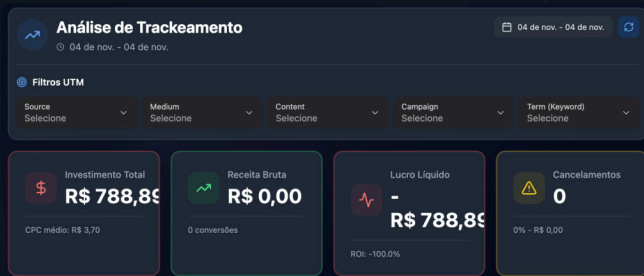 Análise de Trackeamento
04 de nov. - 04 de nov.
04 de nov. - 04 de nov.
Filtros UTM
Source
Selecione
Medium
Selecione
Content
Selecione
Campaign
Selecione
Term (Keyword)
Selecione
Investimento Total
R$ 788,89
CPC médio: R$ 3,70
Receita Bruta
R$ 0,00
0 conversões
Lucro Líquido
-
R$ 788,89
ROI: -100.0%
Cancelamentos
0
0% - R$ 0,00